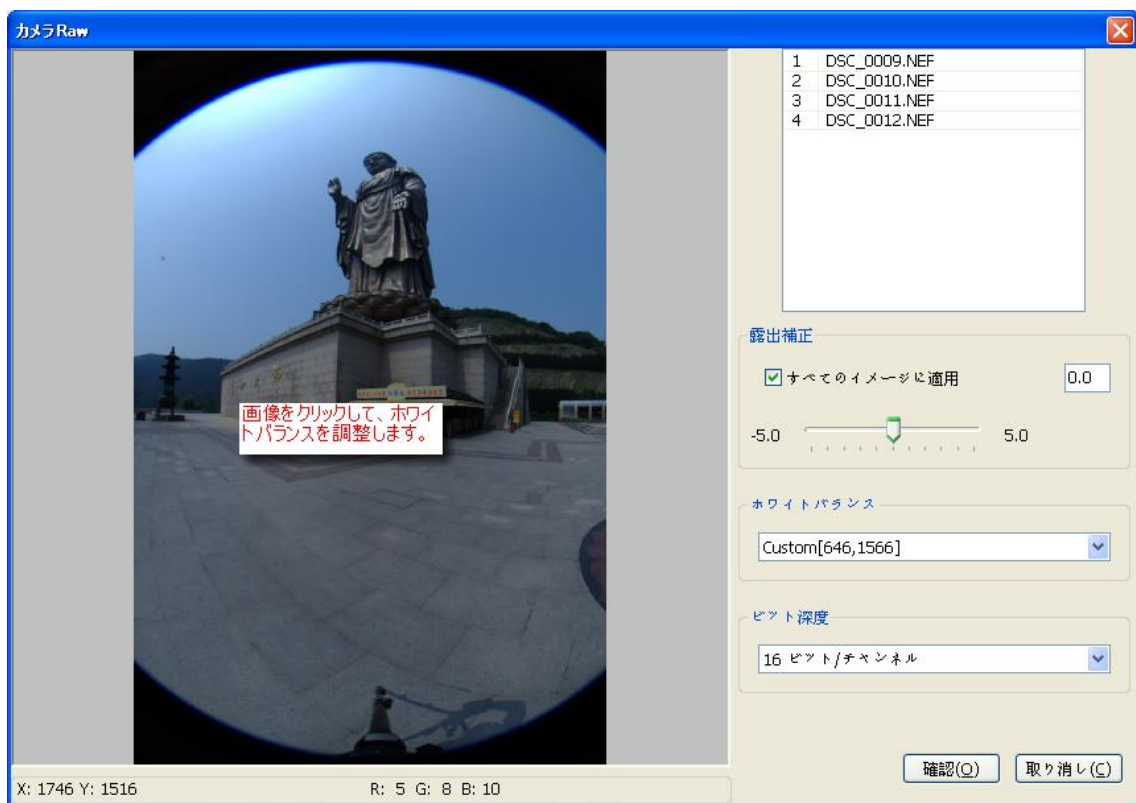 カメラRaw
1 DSC_0009.NEF
2 DSC_0010.NEF
3 DSC_0011.NEF
4 DSC_0012.NEF
画像をクリックして、ホワイ
トバランスを調整します。
露出補正
すべてのイメージに適用 0.0
-5.0 5.0
ホワイトバランス
Custom[646,1566]
ビット深度
16 ビット/チャンネル
確認(O) 取り消し(C)
X: 1746 Y: 1516 R: 5 G: 8 B: 10